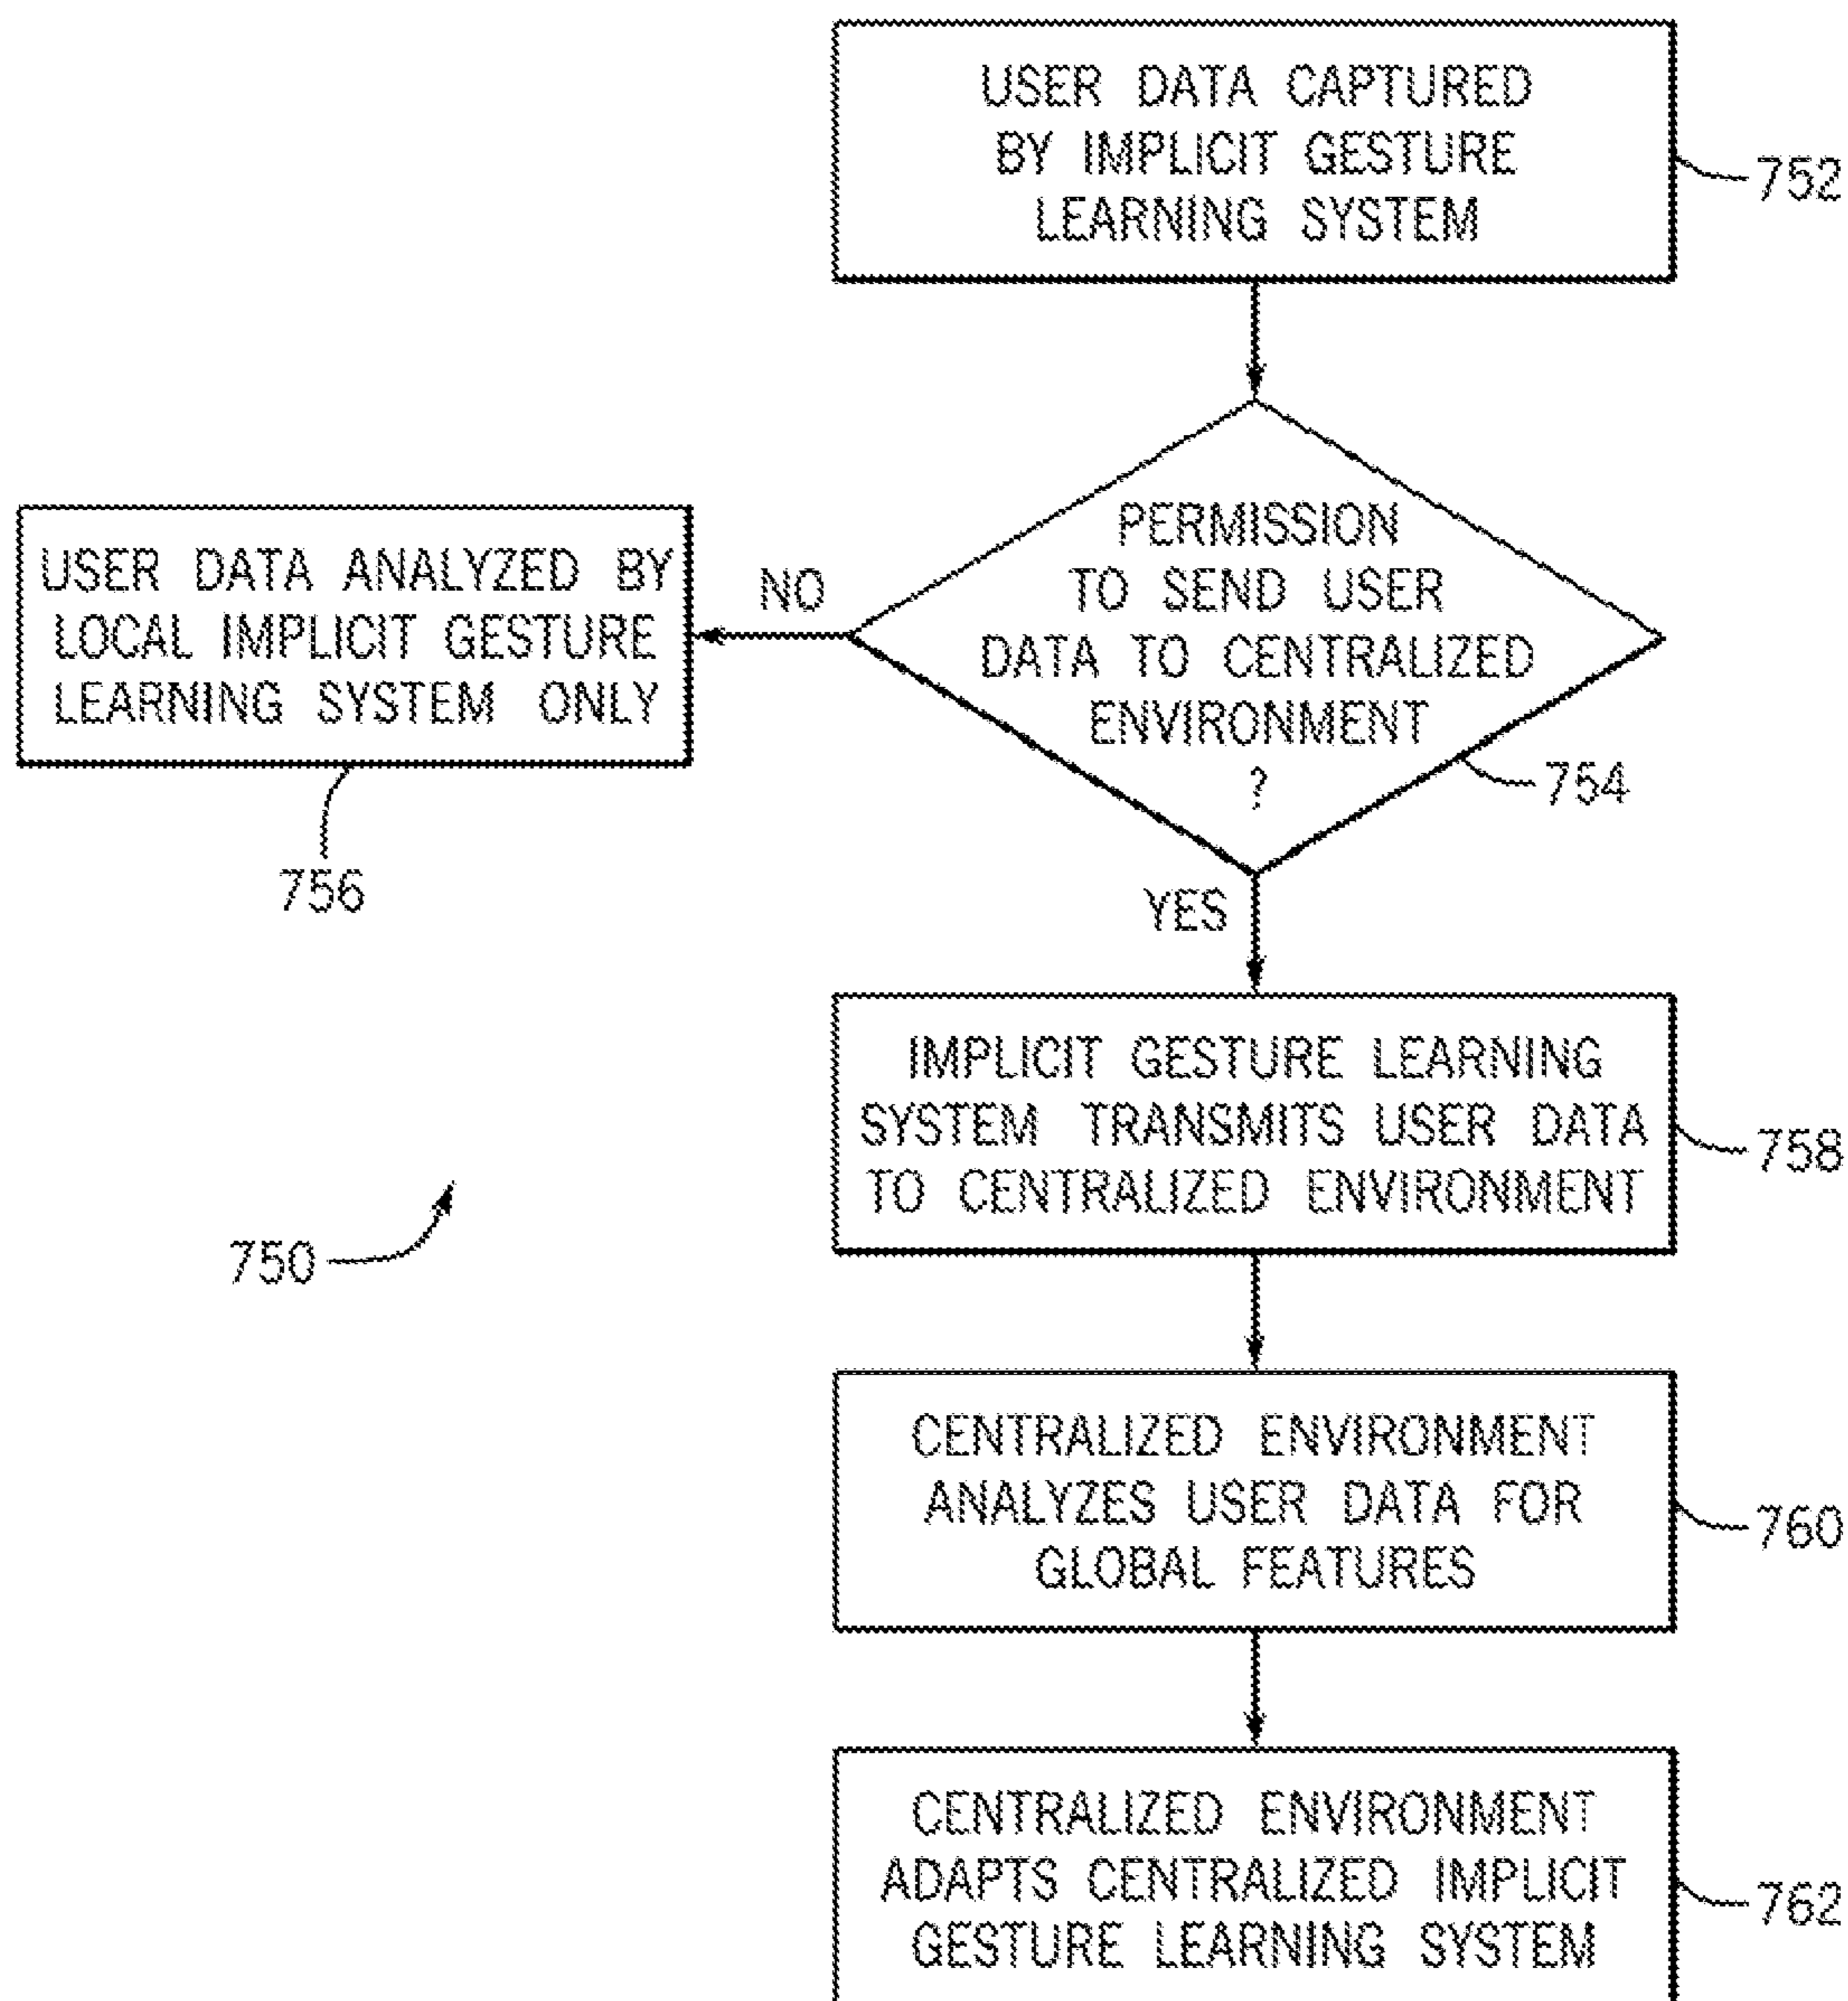 USER DATA CAPTURED
BY IMPLICIT GESTURE
LEARNING SYSTEM
752
PERMISSION
TO SEND USER
DATA TO CENTRALIZED
ENVIRONMENT
?
754
NO
USER DATA ANALYZED BY
LOCAL IMPLICIT GESTURE
LEARNING SYSTEM ONLY
756
YES
IMPLICIT GESTURE LEARNING
SYSTEM TRANSMITS USER DATA
TO CENTRALIZED ENVIRONMENT
758
750
CENTRALIZED ENVIRONMENT
ANALYZES USER DATA FOR
GLOBAL FEATURES
760
CENTRALIZED ENVIRONMENT
ADAPTS CENTRALIZED IMPLICIT
GESTURE LEARNING SYSTEM
762